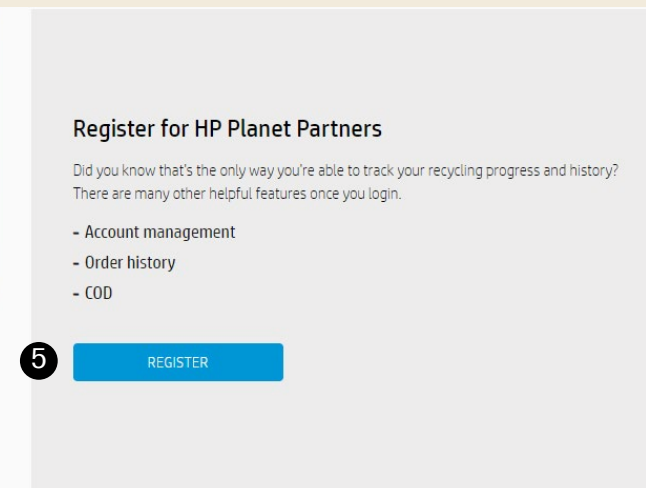 Register for HP Planet Partners
Did you know that's the only way you're able to track your recycling progress and history?
There are many other helpful features once you login.
- Account management
- Order history
- COD
5 REGISTER